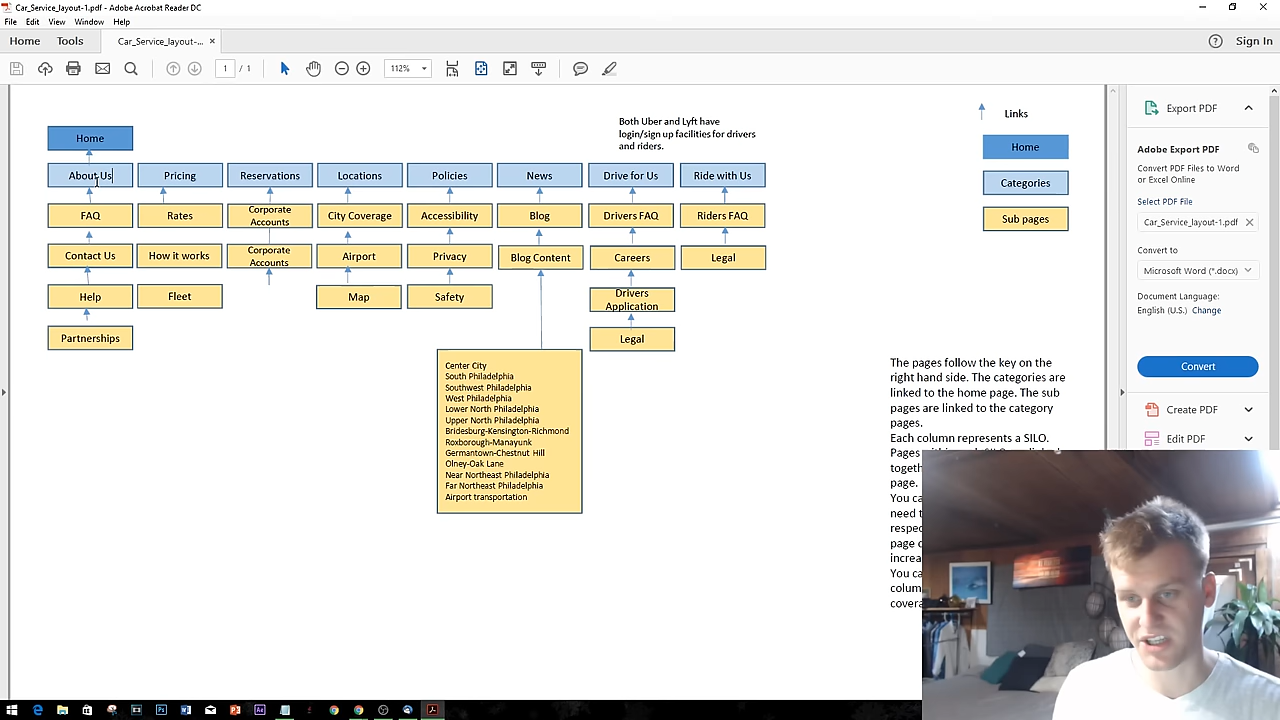 Car_Service_layout-1.pdf - Adobe Acrobat Reader DC
File Edit View Window Help
Home Tools Car_Service_layout-... × Sign In
1 / 1 112%
Both Uber and Lyft have
login/sign up facilities for drivers
and riders.
Links
Home
Home
About Us Pricing Reservations Locations Policies News Drive for Us Ride with Us
Categories
FAQ Rates Corporate Accounts City Coverage Accessibility Blog Drivers FAQ Riders FAQ
Sub pages
Contact Us How it works Corporate Accounts Airport Privacy Blog Content Careers Legal
Help Fleet Map Safety Drivers Application
Partnerships Legal
Center City
South Philadelphia
Southwest Philadelphia
West Philadelphia
Lower North Philadelphia
Upper North Philadelphia
Bridesburg-Kensington-Richmond
Roxborough-Manayunk
Germantown-Chestnut Hill
Olney-Oak Lane
Near Northeast Philadelphia
Far Northeast Philadelphia
Airport transportation
The pages follow the key on the
right hand side. The categories are
linked to the home page. The sub
pages are linked to the category
pages.
Each column represents a SILO.
Pages
page.
You
need
page
You
Export PDF
Adobe Export PDF
Convert PDF Files to Word
or Excel Online
Select PDF File
Car_Service_layout-1.pdf ×
Convert to
Microsoft Word (*.docx)
Document Language:
English (U.S.) Change
Convert
Create PDF
Edit PDF